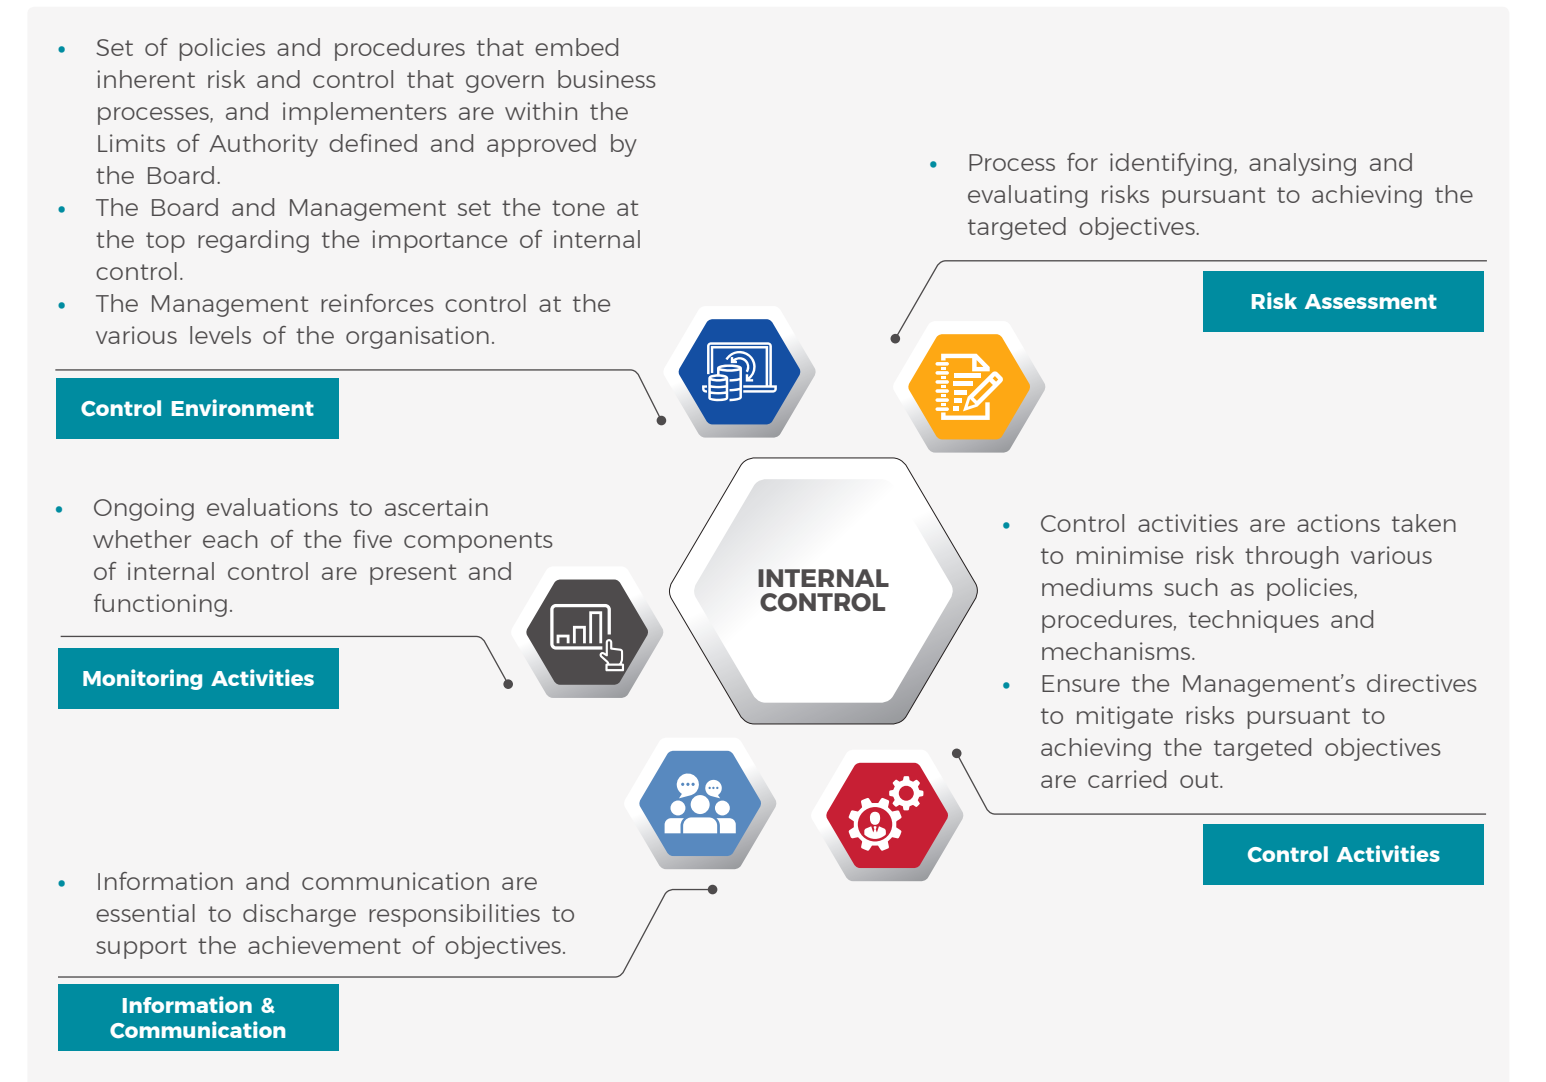 • Set of policies and procedures that embed
inherent risk and control that govern business
processes, and implementers are within the
Limits of Authority defined and approved by
the Board.
• The Board and Management set the tone at
the top regarding the importance of internal
control.
• The Management reinforces control at the
various levels of the organisation.
Control Environment
• Process for identifying, analysing and
evaluating risks pursuant to achieving the
targeted objectives.
Risk Assessment
• Ongoing evaluations to ascertain
whether each of the five components
of internal control are present and
functioning.
Monitoring Activities
INTERNAL
CONTROL
• Control activities are actions taken
to minimise risk through various
mediums such as policies,
procedures, techniques and
mechanisms.
• Ensure the Management’s directives
to mitigate risks pursuant to
achieving the targeted objectives
are carried out.
Control Activities
• Information and communication are
essential to discharge responsibilities to
support the achievement of objectives.
Information &
Communication